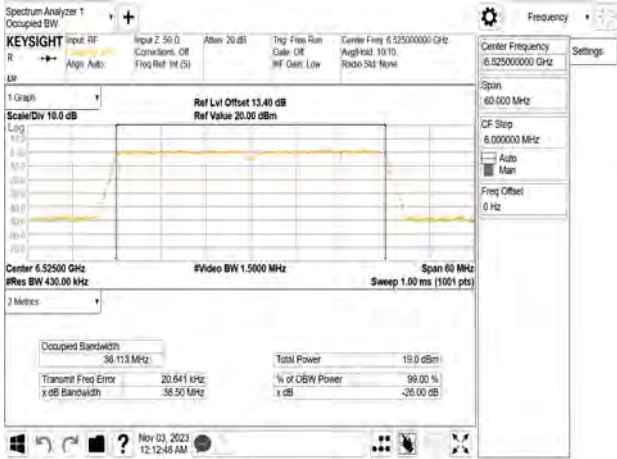 Spectrum Analyzer 1
Occupied BW
+
Frequency
KEYSIGHT
Input: RF
Input Z: 50 Ω
Atten: 20 dB
Trig: Free Run
Center Freq: 6.525000000 GHz
R
Corrections: Off
Gate: Off
Avg|Hold: 10/10
Align: Auto
Freq Ref: Int (S)
#IF Gain: Low
Radio Std: None
Center Frequency
6.525000000 GHz
Settings
Span
60.000 MHz
CF Step
6.000000 MHz
Auto
Man
Freq Offset
0 Hz
1 Graph
Ref Lvl Offset 13.40 dB
Scale/Div 10.0 dB
Ref Value 20.00 dBm
Log
Center 6.52500 GHz
#Video BW 1.5000 MHz
Span 60 MHz
#Res BW 430.00 kHz
Sweep 1.00 ms (1001 pts)
2 Metrics
Occupied Bandwidth
38.113 MHz
Total Power
19.0 dBm
Transmit Freq Error
20.641 kHz
% of OBW Power
99.00 %
x dB Bandwidth
38.50 MHz
x dB
-26.00 dB
?
Nov 03, 2023
12:12:48 AM